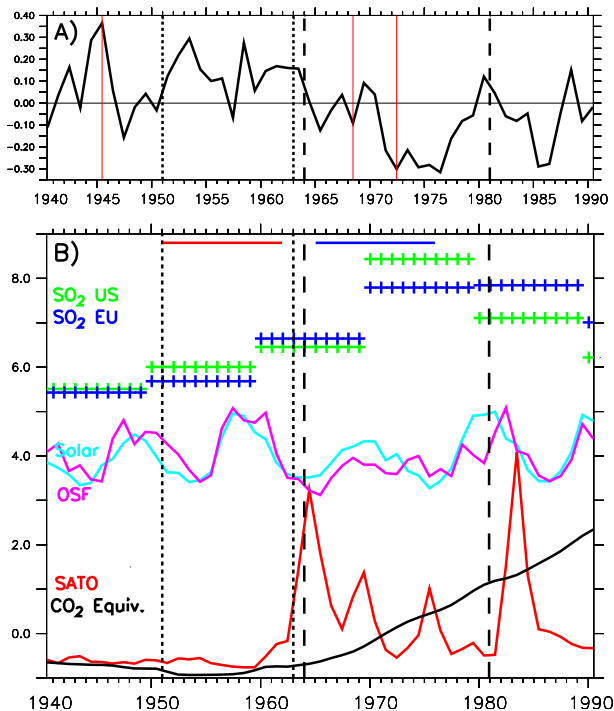 A)
0.40
0.30
0.20
0.10
0.00
-0.10
-0.20
-0.30
1940 1945 1950 1955 1960 1965 1970 1975 1980 1985 1990
B)
8.0
SO2 US
SO2 EU
6.0
Solar
4.0
OSF
2.0
SATO
CO2 Equiv.
0.0
1940 1950 1960 1970 1980 1990